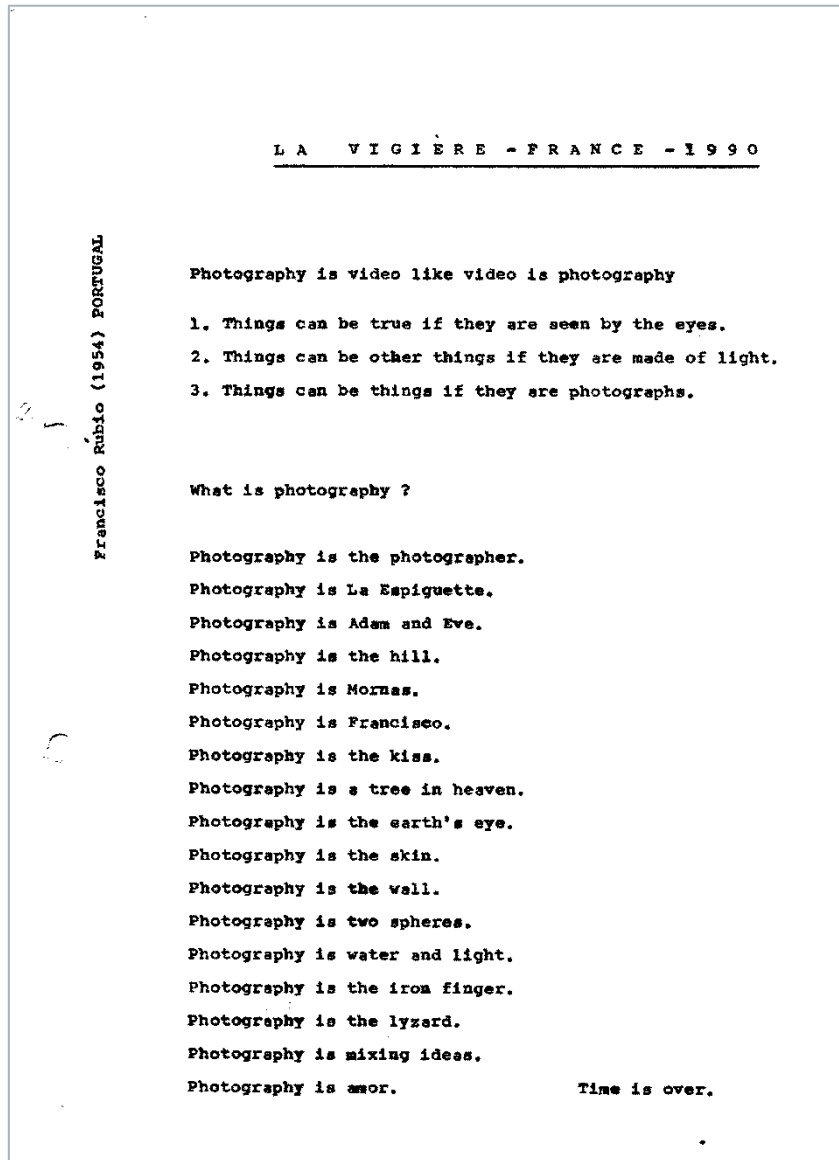 LA VIGIÈRE - FRANCE - 1990
Francisco Rúbio (1954) PORTUGAL
Photography is video like video is photography
1. Things can be true if they are seen by the eyes.
2. Things can be other things if they are made of light.
3. Things can be things if they are photographs.
What is photography ?
Photography is the photographer.
Photography is La Espiguette.
Photography is Adam and Eve.
Photography is the hill.
Photography is Mornas.
Photography is Francisco.
Photography is the kiss.
Photography is a tree in heaven.
Photography is the earth's eye.
Photography is the skin.
Photography is the wall.
Photography is two spheres.
Photography is water and light.
Photography is the iron finger.
Photography is the lyzard.
Photography is mixing ideas.
Photography is amor. Time is over.